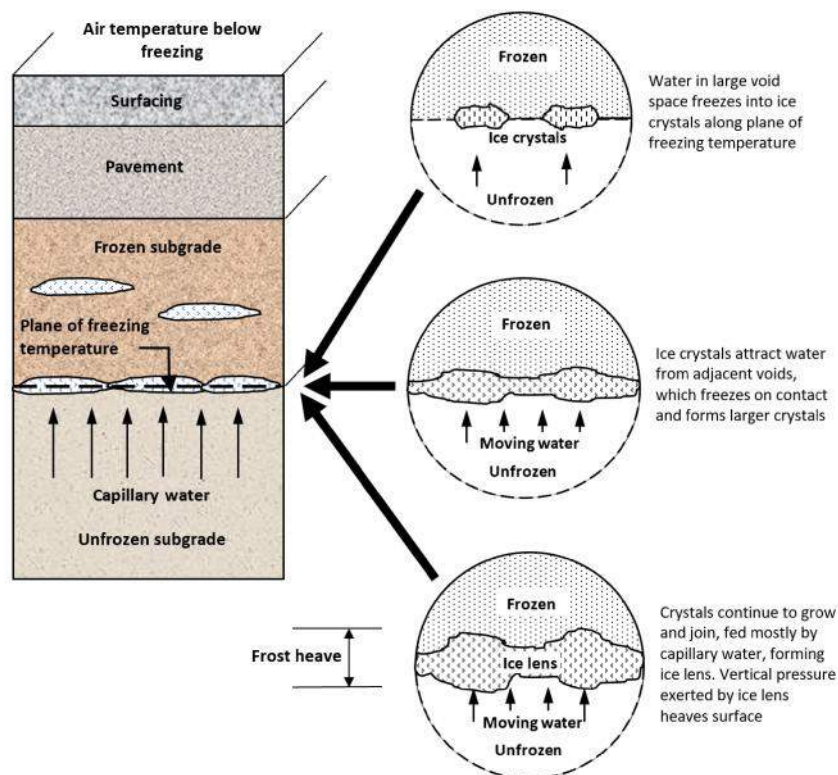 Air temperature below
freezing
Surfacing
Pavement
Frozen subgrade
Plane of freezing
temperature
Capillary water
Unfrozen subgrade
Frozen
Ice crystals
Unfrozen
Water in large void
space freezes into ice
crystals along plane of
freezing temperature
Frozen
Moving water
Unfrozen
Ice crystals attract water
from adjacent voids,
which freezes on contact
and forms larger crystals
Frost heave
Frozen
Ice lens
Moving water
Unfrozen
Crystals continue to grow
and join, fed mostly by
capillary water, forming
ice lens. Vertical pressure
exerted by ice lens
heaves surface